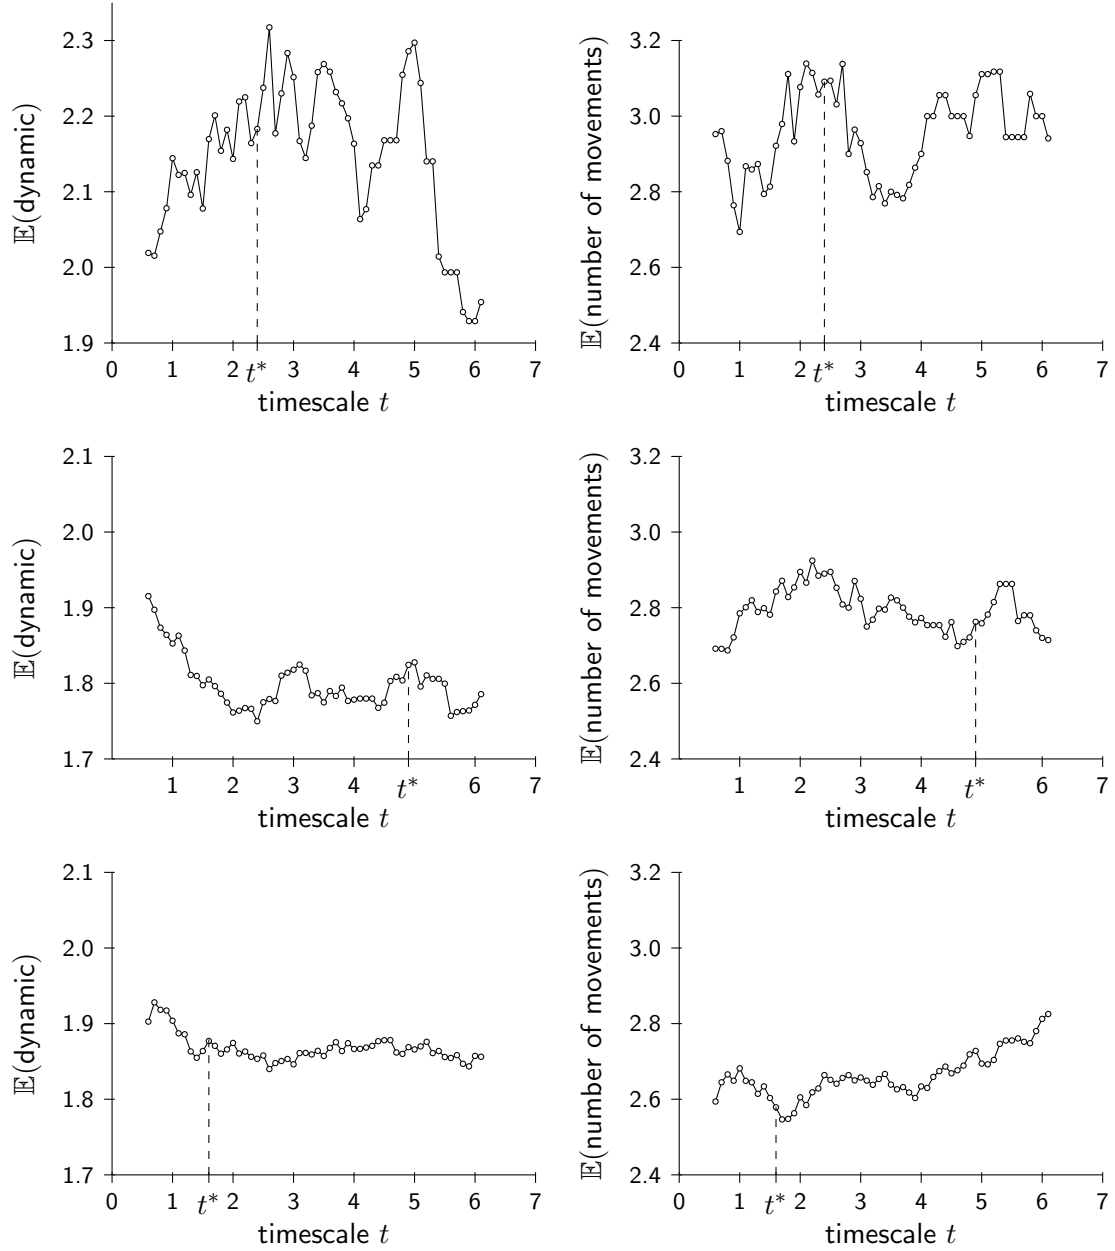 2.3
2.2
2.1
2.0
1.9
𝔼(dynamic)
0 1 2 t* 3 4 5 6 7
timescale t
3.2
3.0
2.8
2.6
2.4
𝔼(number of movements)
0 1 2 t* 3 4 5 6 7
timescale t
2.1
2.0
1.9
1.8
1.7
𝔼(dynamic)
0 1 2 3 4 t* 5 6 7
timescale t
3.2
3.0
2.8
2.6
2.4
𝔼(number of movements)
0 1 2 3 4 t* 5 6 7
timescale t
2.1
2.0
1.9
1.8
1.7
𝔼(dynamic)
0 1 t* 2 3 4 5 6 7
timescale t
3.2
3.0
2.8
2.6
2.4
𝔼(number of movements)
0 1 t* 2 3 4 5 6 7
timescale t